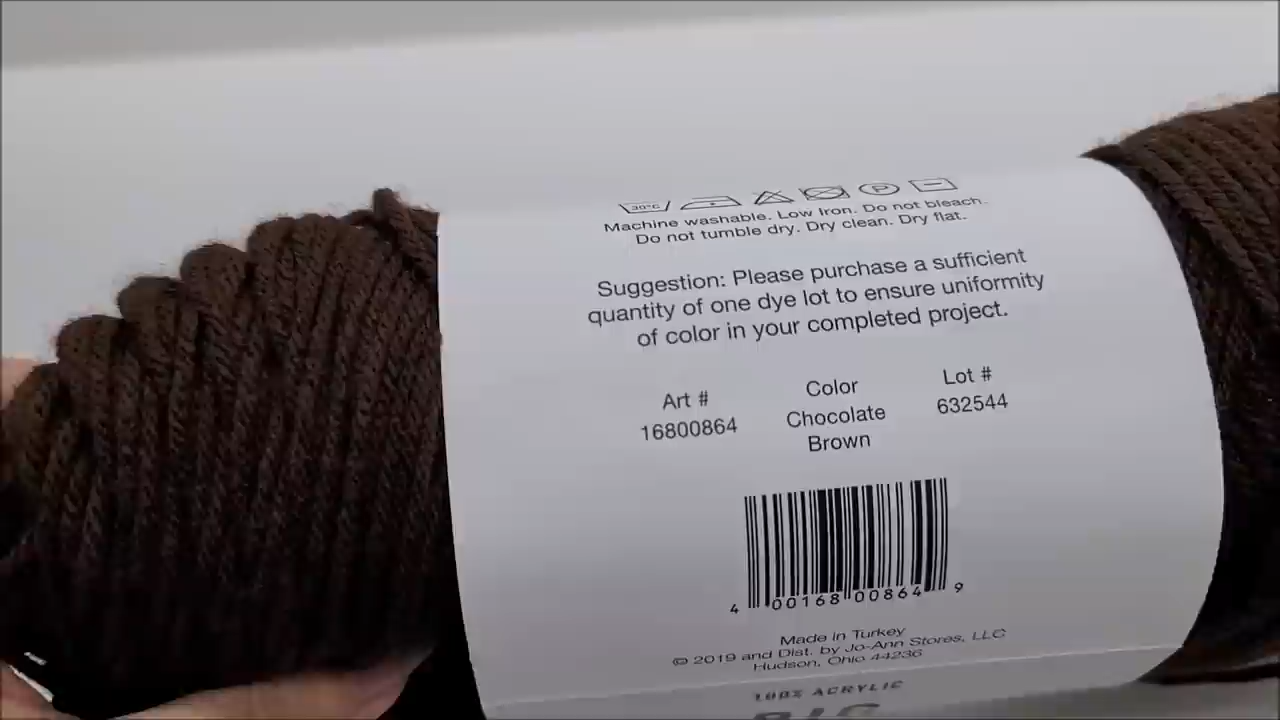 30°C P
Machine washable. Low Iron. Do not bleach.
Do not tumble dry. Dry clean. Dry flat.
Suggestion: Please purchase a sufficient
quantity of one dye lot to ensure uniformity
of color in your completed project.
Art #
16800864
Color
Chocolate
Brown
Lot #
632544
4 00168 00864 9
Made in Turkey
© 2019 and Dist. by Jo-Ann Stores, LLC
Hudson, Ohio 44236
100% ACRYLIC
BIG